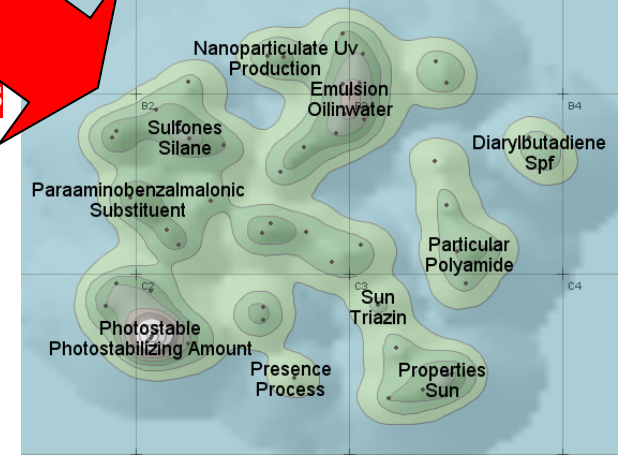 Nanoparticulate Uv
Production
Emulsion
Oilinwater
B2
B4
Sulfones
Silane
Diarylbutadiene
Spf
Paraaminobenzalmalonic
Substituent
Particular
Polyamide
C2
C3
C4
Sun
Triazin
Photostable
Photostabilizing Amount
Presence
Process
Properties
Sun